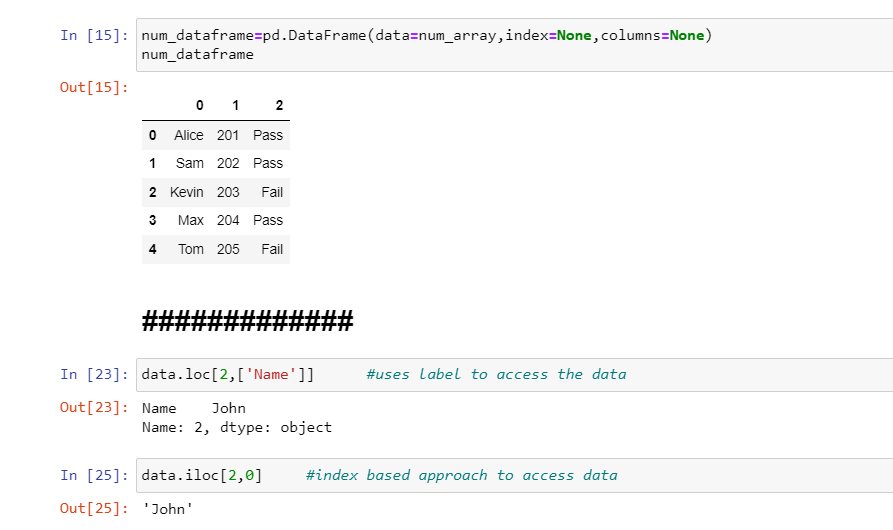 In [15]: num_dataframe=pd.DataFrame(data=num_array,index=None,columns=None)
num_dataframe
Out[15]:
0 1 2
0 Alice 201 Pass
1 Sam 202 Pass
2 Kevin 203 Fail
3 Max 204 Pass
4 Tom 205 Fail
#############
In [23]: data.loc[2,['Name']] #uses label to access the data
Out[23]: Name John
Name: 2, dtype: object
In [25]: data.iloc[2,0] #index based approach to access data
Out[25]: 'John'